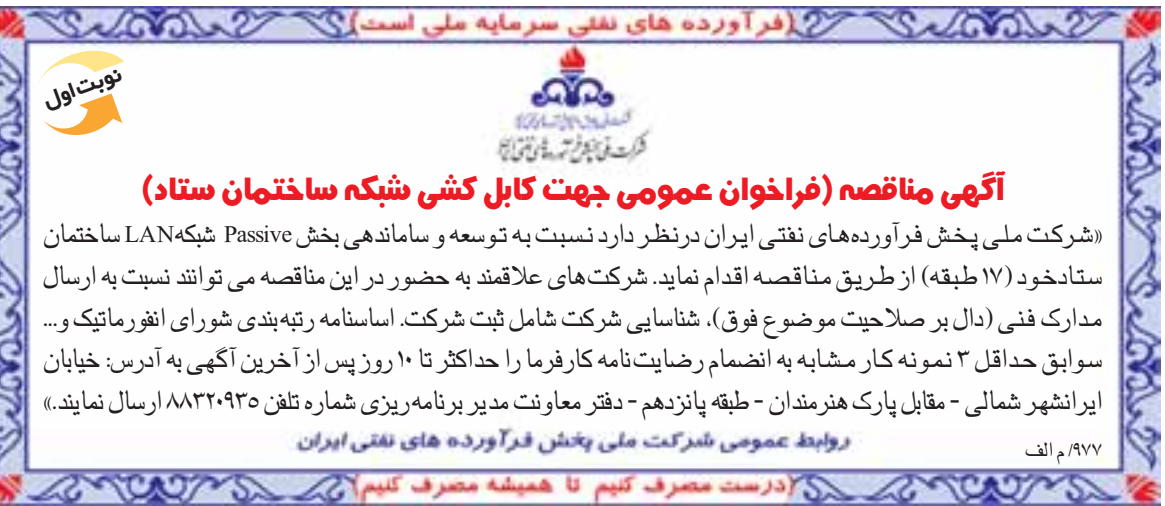 (فرآورده های نفتی سرمایه ملی است)
نوبت اول
آگهی مناقصه (فراخوان عمومی جهت کابل کشی شبکه ساختمان ستاد)
«شرکت ملی پخش فرآورده‌های نفتی ایران درنظر دارد نسبت به توسعه و ساماندهی بخش Passive شبکه LAN ساختمان
ستادخود (۱۷ طبقه) از طریق مناقصه اقدام نماید. شرکت‌های علاقمند به حضور در این مناقصه می توانند نسبت به ارسال
مدارک فنی (دال بر صلاحیت موضوع فوق)، شناسایی شرکت شامل ثبت شرکت. اساسنامه رتبه‌بندی شورای انفورماتیک و...
سوابق حداقل ۳ نمونه کار مشابه به انضمام رضایت‌نامه کارفرما را حداکثر تا ۱۰ روز پس از آخرین آگهی به آدرس: خیابان
ایرانشهر شمالی - مقابل پارک هنرمندان - طبقه پانزدهم - دفتر معاونت مدیر برنامه‌ریزی شماره تلفن ۸۸۳۲۰۹۳۵ ارسال نمایند.»
روابط عمومی شرکت ملی پخش فرآورده های نفتی ایران
۹۷۷/ م الف
(درست مصرف کنیم تا همیشه مصرف کنیم)